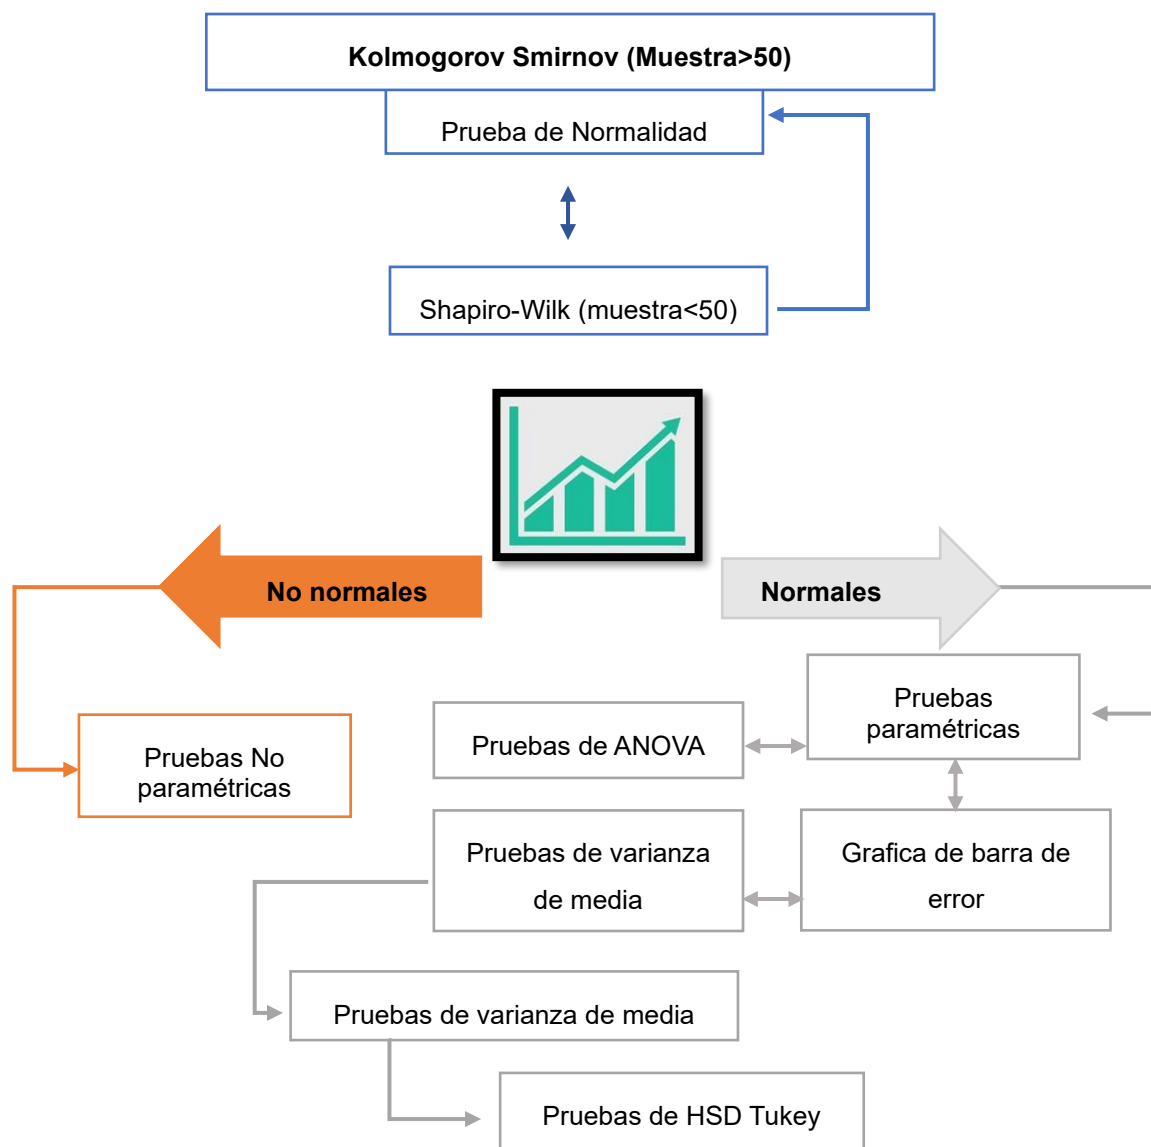 Kolmogorov Smirnov (Muestra>50)
Prueba de Normalidad
Shapiro-Wilk (muestra<50)
No normales
Normales
Pruebas
paramétricas
Pruebas de ANOVA
Pruebas No
paramétricas
Pruebas de varianza
de media
Grafica de barra de
error
Pruebas de varianza de media
Pruebas de HSD Tukey